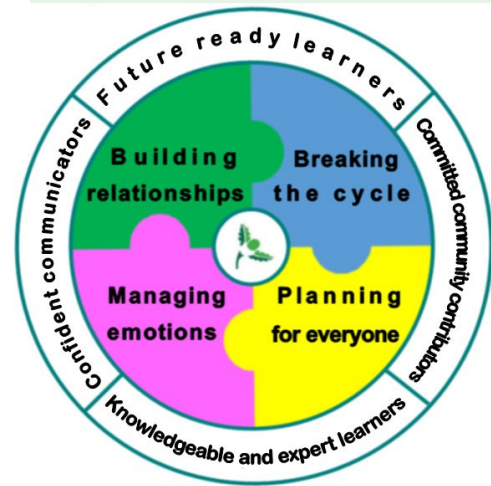 Future ready learners
Confident communicators
Committed community contributors
Building
relationships
Breaking
the cycle
Managing
emotions
Planning
for everyone
Knowledgeable and expert learners